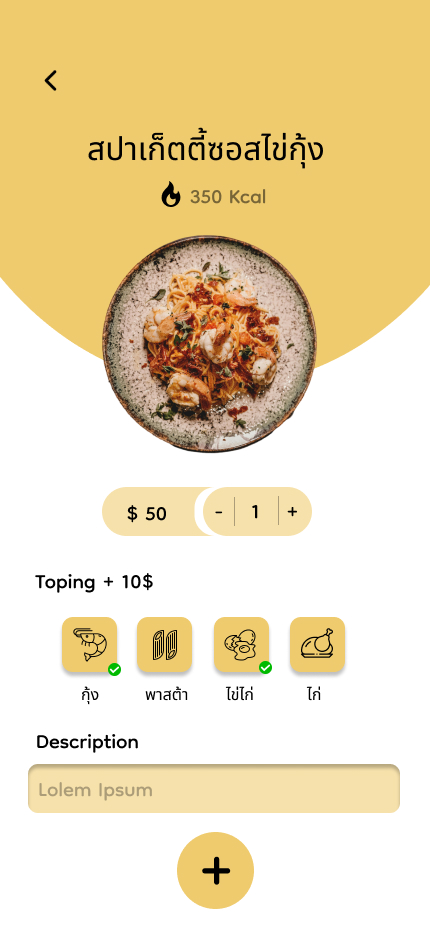 สปาเก็ตตี้ซอสไข่กุ้ง
350 Kcal
$ 50
- 1 +
Toping + 10$
กุ้ง พาสต้า ไข่ไก่ ไก่
Description
Lolem Ipsum
+